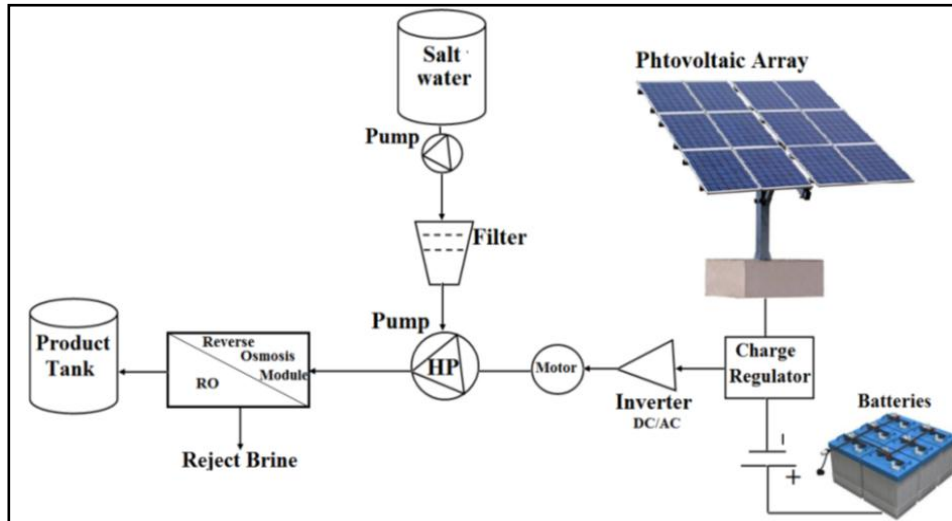 Salt
water
Pump
Phtovoltaic Array
Filter
Pump
HP
Motor
Inverter
DC/AC
Charge
Regulator
Batteries
Product
Tank
Reverse
Osmosis
Module
RO
Reject Brine
+